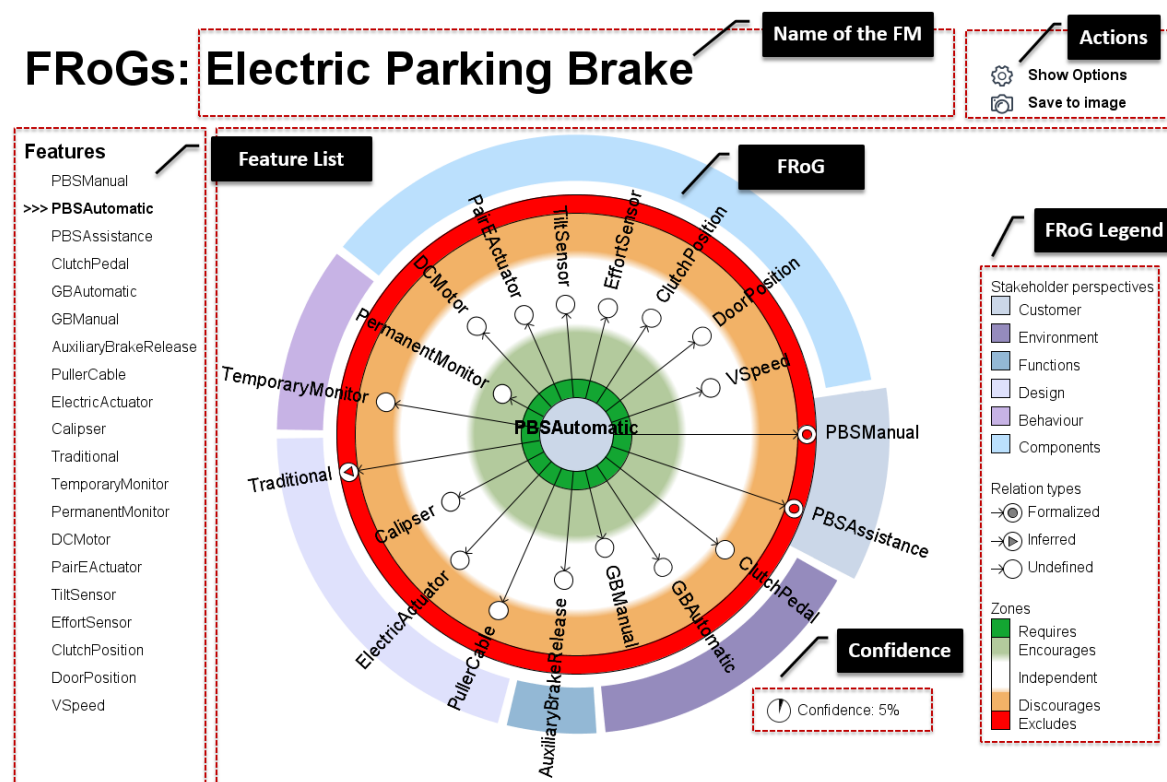 Name of the FM
Actions
FRoGs: Electric Parking Brake
Show Options
Save to image
Features
PBSManual
>>> PBSAutomatic
PBSAssistance
ClutchPedal
GBAutomatic
GBManual
AuxiliaryBrakeRelease
PullerCable
ElectricActuator
Calipser
Traditional
TemporaryMonitor
PermanentMonitor
DCMotor
PairEActuator
TiltSensor
EffortSensor
ClutchPosition
DoorPosition
VSpeed
Feature List
FRoG
PBSAutomatic
TemporaryMonitor
PermanentMonitor
DCMotor
PairEActuator
TiltSensor
EffortSensor
ClutchPosition
DoorPosition
VSpeed
PBSManual
PBSAssistance
ClutchPedal
GBAutomatic
GBManual
AuxiliaryBrakeRelease
PullerCable
ElectricActuator
Calipser
Traditional
Confidence
Confidence: 5%
FRoG Legend
Stakeholder perspectives
Customer
Environment
Functions
Design
Behaviour
Components
Relation types
Formalized
Inferred
Undefined
Zones
Requires
Encourages
Independent
Discourages
Excludes